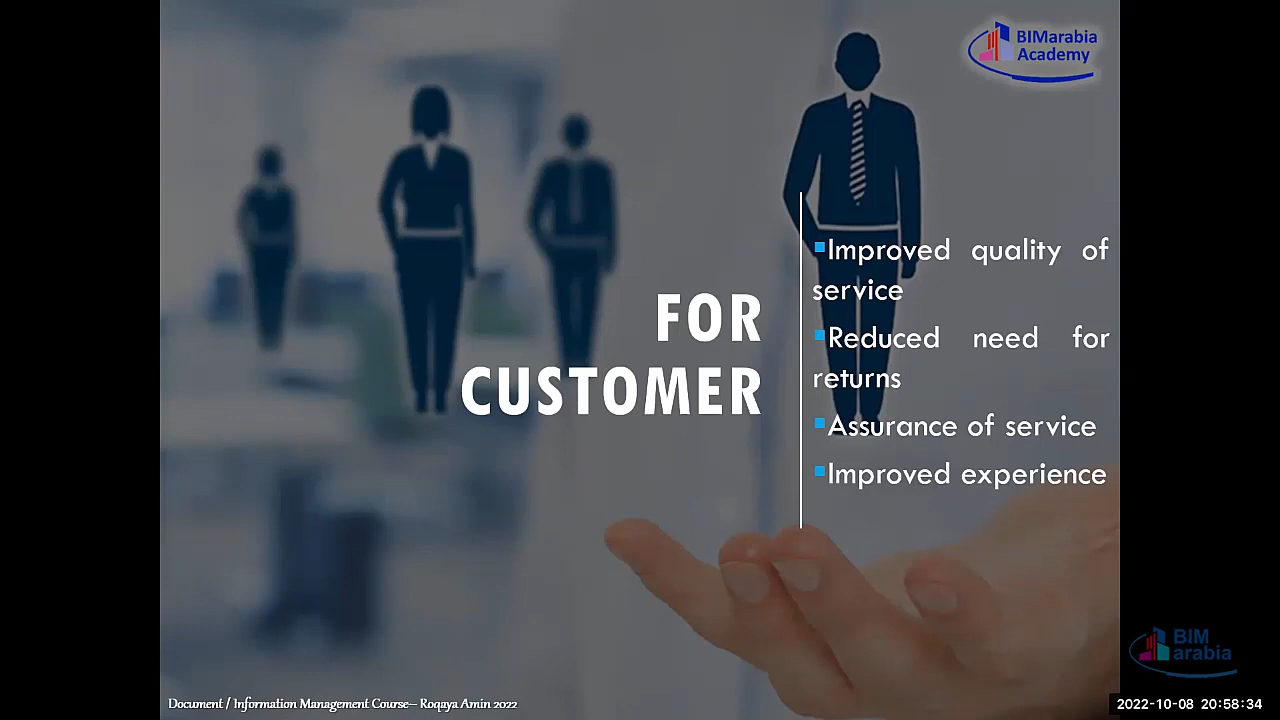 BIMarabia
Academy
FOR
CUSTOMER
▪Improved quality of
service
▪Reduced need for
returns
▪Assurance of service
▪Improved experience
BIM
arabia
Document / Information Management Course– Roqaya Amin 2022
2022-10-08 20:58:34